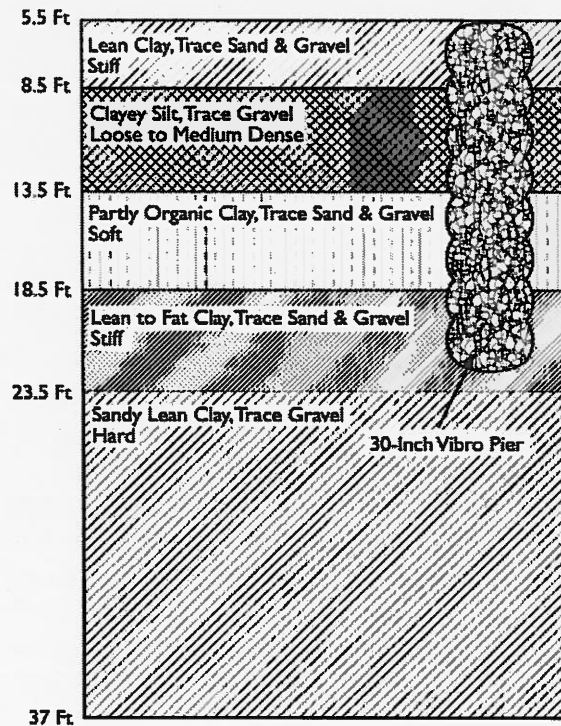 5.5 Ft
Lean Clay, Trace Sand & Gravel
Stiff
8.5 Ft
Clayey Silt, Trace Gravel
Loose to Medium Dense
13.5 Ft
Partly Organic Clay, Trace Sand & Gravel
Soft
18.5 Ft
Lean to Fat Clay, Trace Sand & Gravel
Stiff
23.5 Ft
Sandy Lean Clay, Trace Gravel
Hard
30-Inch Vibro Pier
37 Ft